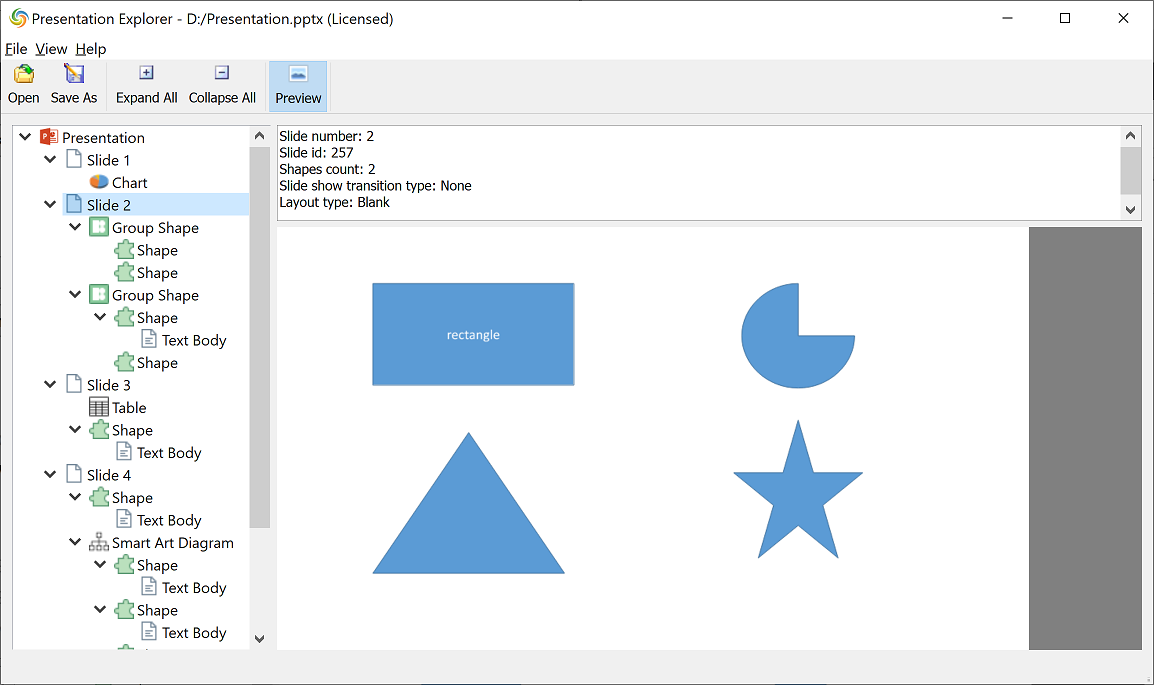 Presentation Explorer - D:/Presentation.pptx (Licensed)
File View Help
Open Save As Expand All Collapse All Preview
Presentation
Slide 1
Chart
Slide 2
Group Shape
Shape
Shape
Group Shape
Shape
Text Body
Shape
Slide 3
Table
Shape
Text Body
Slide 4
Shape
Text Body
Smart Art Diagram
Shape
Text Body
Shape
Text Body
Slide number: 2
Slide id: 257
Shapes count: 2
Slide show transition type: None
Layout type: Blank
rectangle